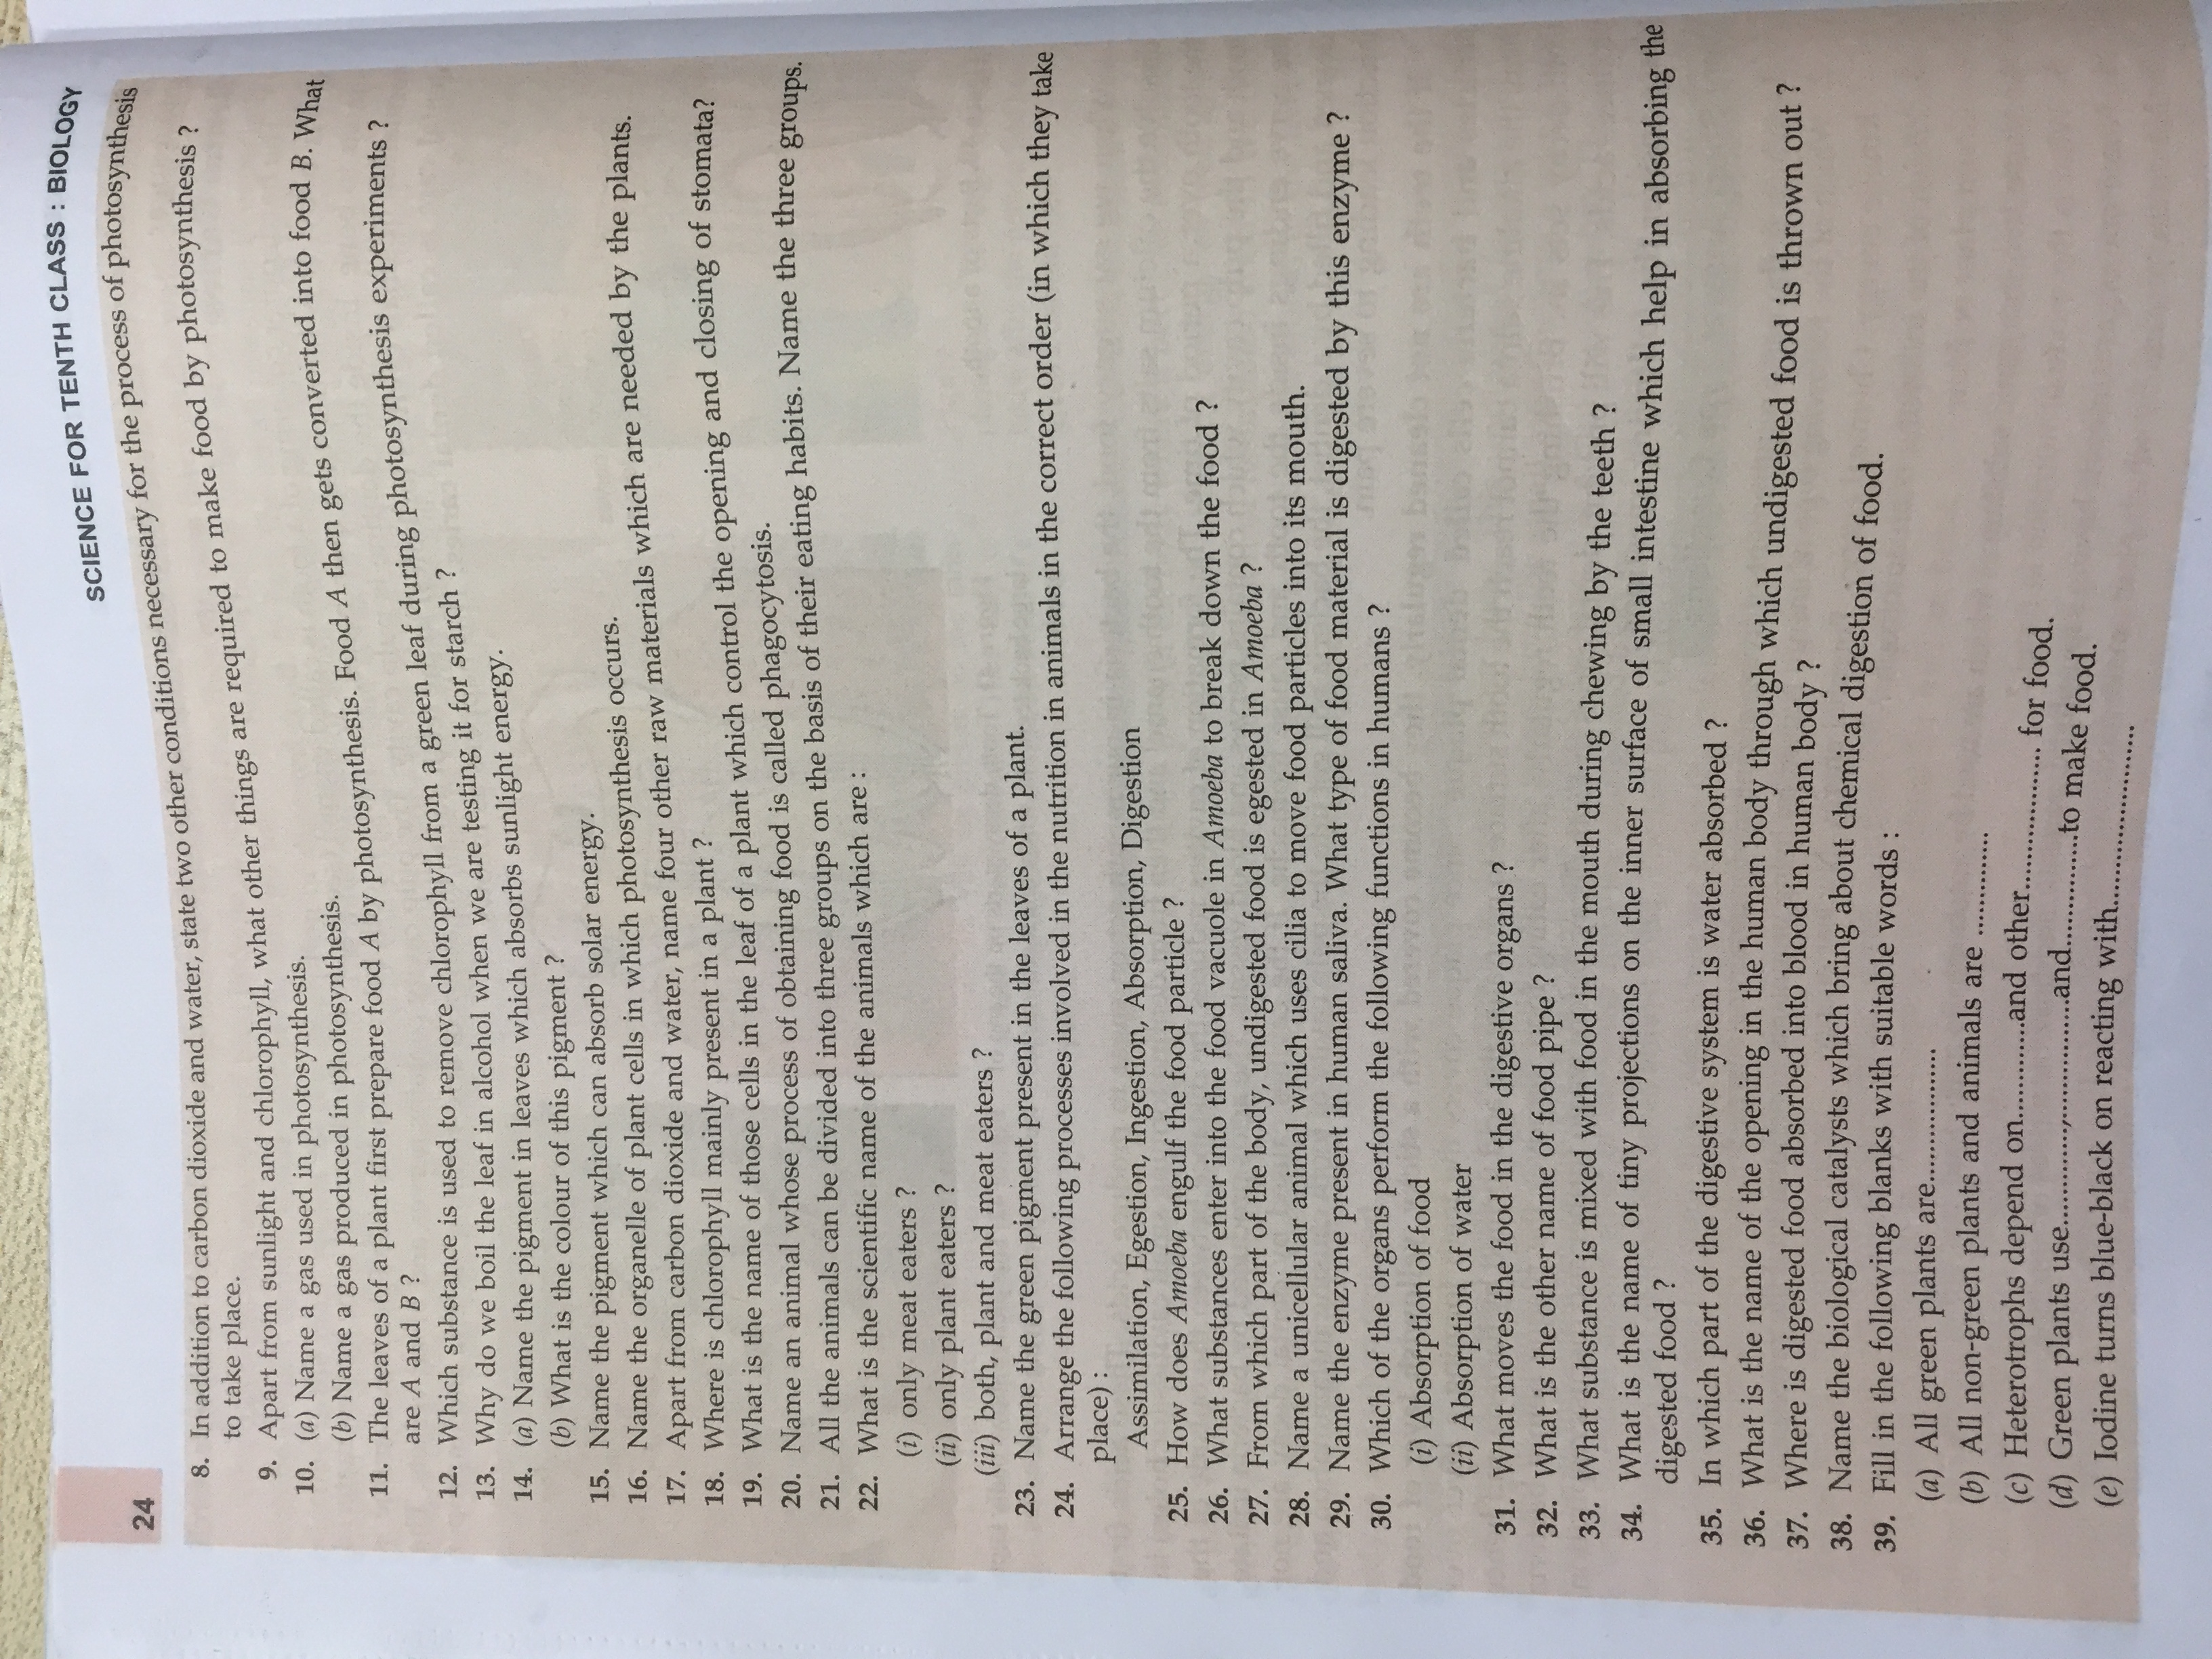 SCIENCE FOR TENTH CLASS : BIOLOGY
24
8. In addition to carbon dioxide and water, state two other conditions necessary for the process of photosynthesis
to take place.
9. Apart from sunlight and chlorophyll, what other things are required to make food by photosynthesis ?
10. (a) Name a gas used in photosynthesis.
(b) Name a gas produced in photosynthesis.
11. The leaves of a plant first prepare food A by photosynthesis. Food A then gets converted into food B. What
are A and B ?
12. Which substance is used to remove chlorophyll from a green leaf during photosynthesis experiments ?
13. Why do we boil the leaf in alcohol when we are testing it for starch ?
14. (a) Name the pigment in leaves which absorbs sunlight energy.
(b) What is the colour of this pigment ?
15. Name the pigment which can absorb solar energy.
16. Name the organelle of plant cells in which photosynthesis occurs.
17. Apart from carbon dioxide and water, name four other raw materials which are needed by the plants.
18. Where is chlorophyll mainly present in a plant ?
19. What is the name of those cells in the leaf of a plant which control the opening and closing of stomata?
20. Name an animal whose process of obtaining food is called phagocytosis.
21. All the animals can be divided into three groups on the basis of their eating habits. Name the three groups.
22. What is the scientific name of the animals which are :
(i) only meat eaters ?
(ii) only plant eaters ?
(iii) both, plant and meat eaters ?
23. Name the green pigment present in the leaves of a plant.
24. Arrange the following processes involved in the nutrition in animals in the correct order (in which they take
place) :
Assimilation, Egestion, Ingestion, Absorption, Digestion
25. How does Amoeba engulf the food particle ?
26. What substances enter into the food vacuole in Amoeba to break down the food ?
27. From which part of the body, undigested food is egested in Amoeba ?
28. Name a unicellular animal which uses cilia to move food particles into its mouth.
29. Name the enzyme present in human saliva. What type of food material is digested by this enzyme ?
30. Which of the organs perform the following functions in humans ?
(i) Absorption of food
(ii) Absorption of water
31. What moves the food in the digestive organs ?
32. What is the other name of food pipe ?
33. What substance is mixed with food in the mouth during chewing by the teeth ?
34. What is the name of tiny projections on the inner surface of small intestine which help in absorbing the
digested food ?
35. In which part of the digestive system is water absorbed ?
36. What is the name of the opening in the human body through which undigested food is thrown out ?
37. Where is digested food absorbed into blood in human body ?
38. Name the biological catalysts which bring about chemical digestion of food.
39. Fill in the following blanks with suitable words :
(a) All green plants are...................
(b) All non-green plants and animals are ..............
(c) Heterotrophs depend on..............and other.................... for food.
(d) Green plants use..............,.................and................to make food.
(e) Iodine turns blue-black on reacting with..........................